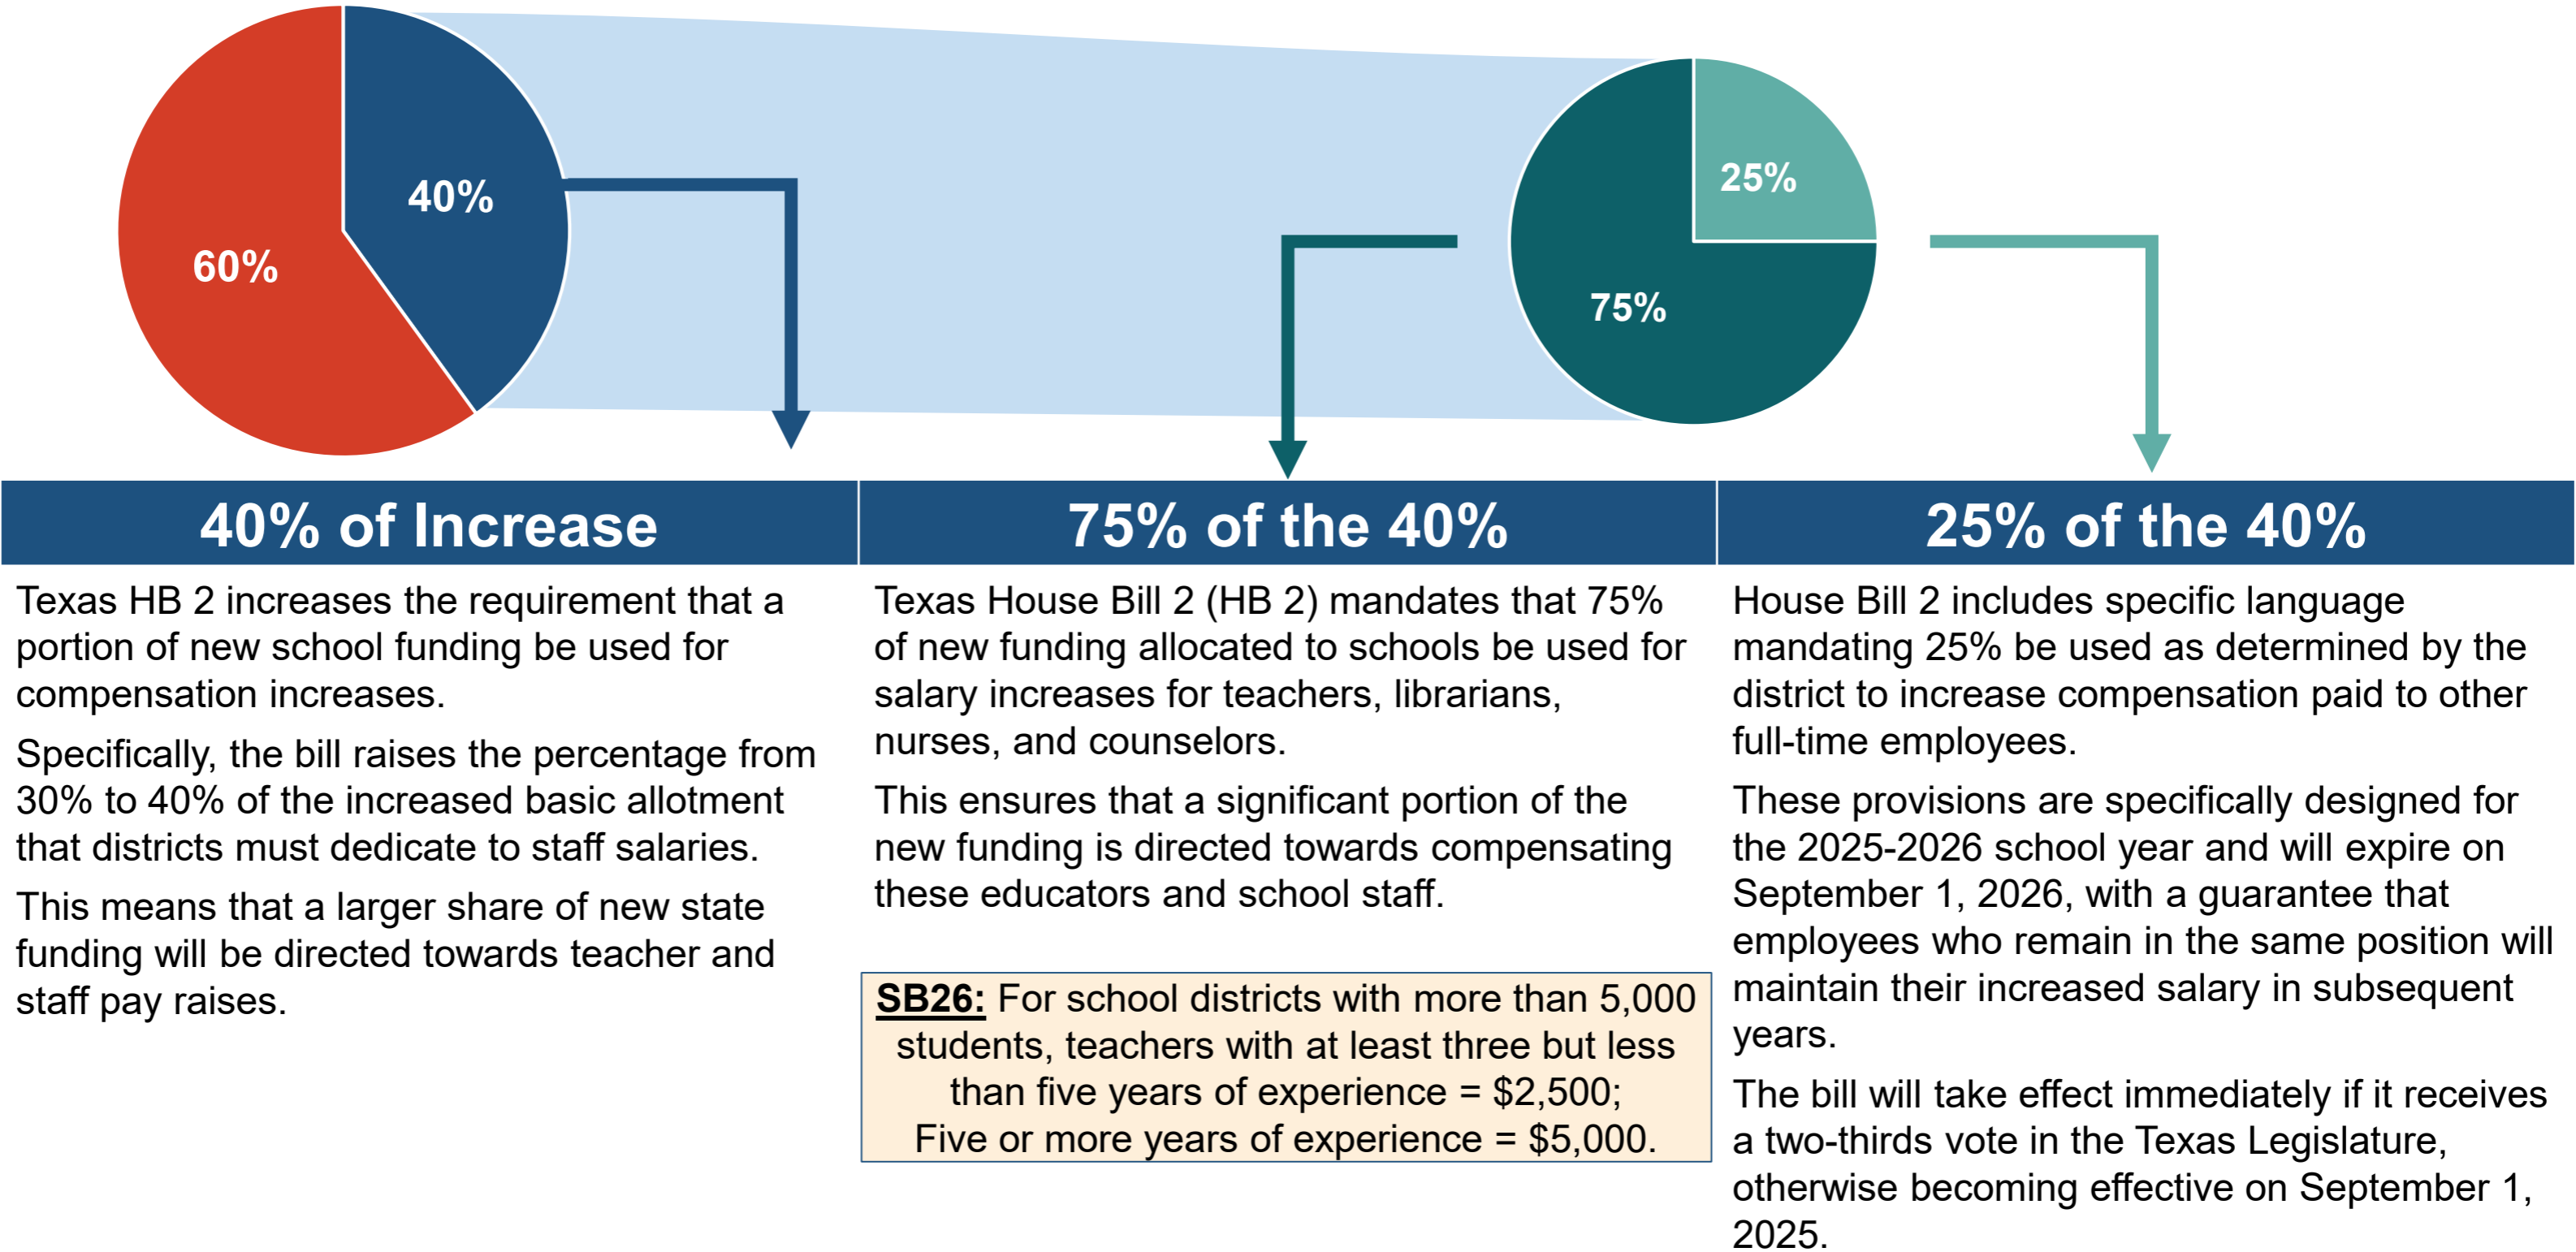 40%
60%
25%
75%
40% of Increase
Texas HB 2 increases the requirement that a
portion of new school funding be used for
compensation increases.
Specifically, the bill raises the percentage from
30% to 40% of the increased basic allotment
that districts must dedicate to staff salaries.
This means that a larger share of new state
funding will be directed towards teacher and
staff pay raises.
75% of the 40%
Texas House Bill 2 (HB 2) mandates that 75%
of new funding allocated to schools be used for
salary increases for teachers, librarians,
nurses, and counselors.
This ensures that a significant portion of the
new funding is directed towards compensating
these educators and school staff.
SB26: For school districts with more than 5,000
students, teachers with at least three but less
than five years of experience = $2,500;
Five or more years of experience = $5,000.
25% of the 40%
House Bill 2 includes specific language
mandating 25% be used as determined by the
district to increase compensation paid to other
full-time employees.
These provisions are specifically designed for
the 2025-2026 school year and will expire on
September 1, 2026, with a guarantee that
employees who remain in the same position will
maintain their increased salary in subsequent
years.
The bill will take effect immediately if it receives
a two-thirds vote in the Texas Legislature,
otherwise becoming effective on September 1,
2025.